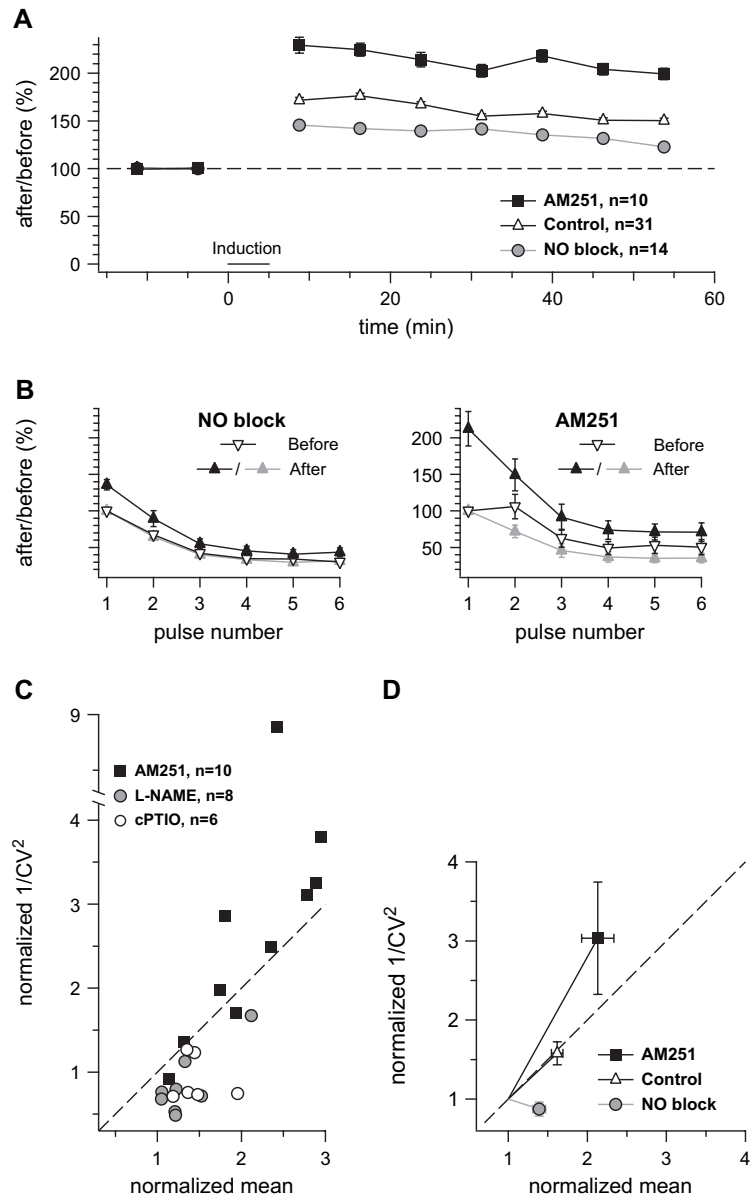 A
after/before (%)
200
150
100
50
0
Induction
AM251, n=10
Control, n=31
NO block, n=14
0 20 40 60
time (min)
B
after/before (%)
NO block
Before
/ After
1 2 3 4 5 6
pulse number
AM251
Before
/ After
200
150
100
50
1 2 3 4 5 6
pulse number
C
normalized 1/CV²
9
4
3
2
1
AM251, n=10
L-NAME, n=8
cPTIO, n=6
1 2 3
normalized mean
D
normalized 1/CV²
4
3
2
1
AM251
Control
NO block
1 2 3 4
normalized mean